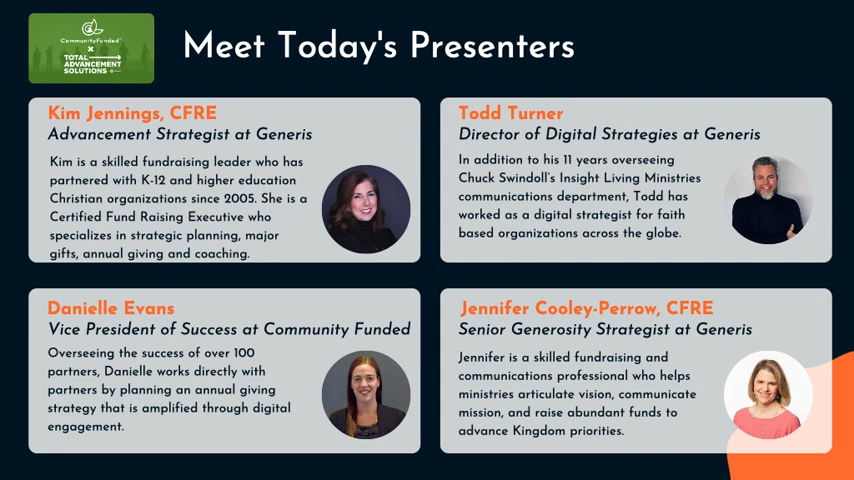 CommunityFunded
x
TOTAL
ADVANCEMENT
SOLUTIONS
Meet Today's Presenters
Kim Jennings, CFRE
Advancement Strategist at Generis
Kim is a skilled fundraising leader who has
partnered with K-12 and higher education
Christian organizations since 2005. She is a
Certified Fund Raising Executive who
specializes in strategic planning, major
gifts, annual giving and coaching.
Todd Turner
Director of Digital Strategies at Generis
In addition to his 11 years overseeing
Chuck Swindoll's Insight Living Ministries
communications department, Todd has
worked as a digital strategist for faith
based organizations across the globe.
Danielle Evans
Vice President of Success at Community Funded
Overseeing the success of over 100
partners, Danielle works directly with
partners by planning an annual giving
strategy that is amplified through digital
engagement.
Jennifer Cooley-Perrow, CFRE
Senior Generosity Strategist at Generis
Jennifer is a skilled fundraising and
communications professional who helps
ministries articulate vision, communicate
mission, and raise abundant funds to
advance Kingdom priorities.